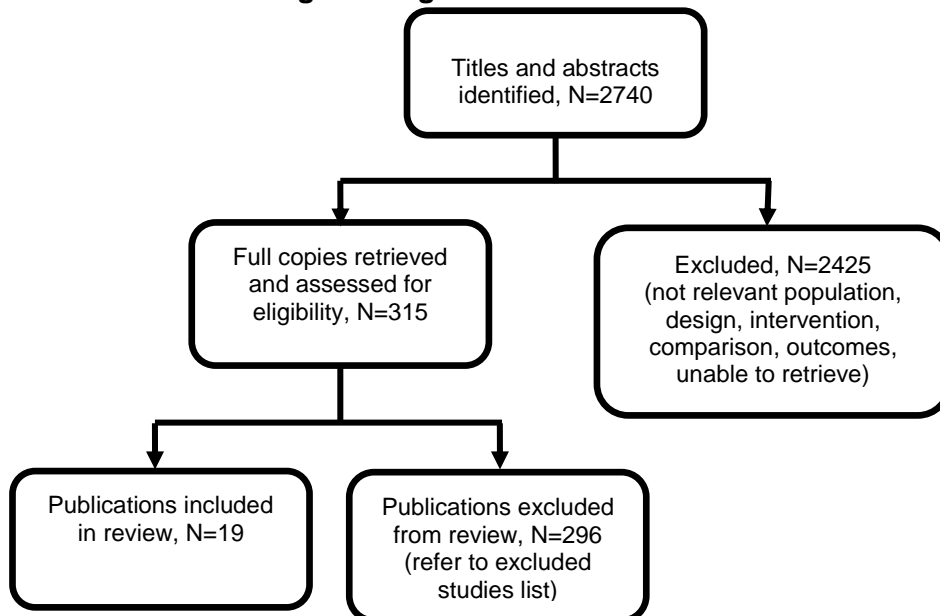 Titles and abstracts
identified, N=2740
Full copies retrieved
and assessed for
eligibility, N=315
Excluded, N=2425
(not relevant population,
design, intervention,
comparison, outcomes,
unable to retrieve)
Publications included
in review, N=19
Publications excluded
from review, N=296
(refer to excluded
studies list)